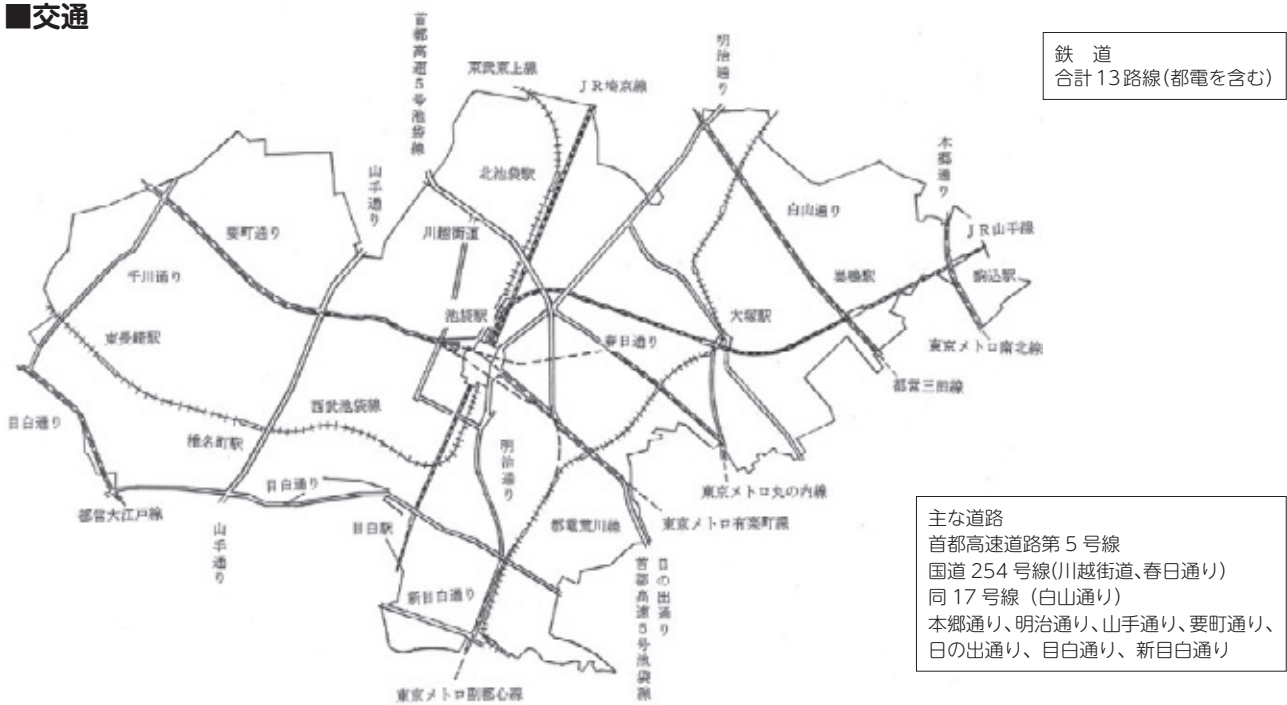 ■交通
首都高速5号池袋線
東武東上線
JR埼京線
明治通り
鉄　道
合計13路線(都電を含む)
本郷通り
山手通り
北池袋駅
白山通り
JR山手線
要町通り
川越街道
千川通り
巣鴨駅
駒込駅
池袋駅
大塚駅
東長崎駅
春日通り
東京メトロ南北線
都営三田線
西武池袋線
目白通り
椎名町駅
明治通り
目白通り
東京メトロ丸の内線
都営大江戸線
東京メトロ有楽町線
山手通り
目白駅
都電荒川線
日の出通り
首都高速5号池袋線
新目白通り
東京メトロ副都心線
主な道路
首都高速道路第5号線
国道254号線(川越街道、春日通り)
同17号線（白山通り）
本郷通り、明治通り、山手通り、要町通り、
日の出通り、目白通り、新目白通り